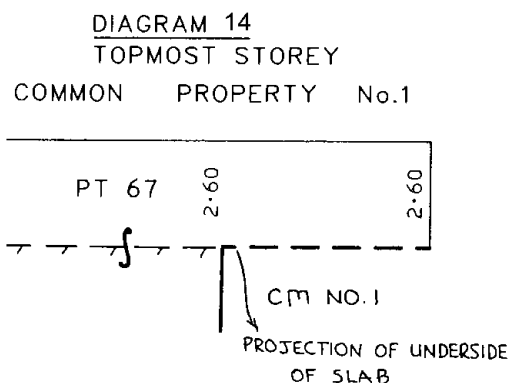 DIAGRAM 14
TOPMOST STOREY
COMMON PROPERTY No.1
PT 67
2.60
2.60
CM NO.1
PROJECTION OF UNDERSIDE
OF SLAB